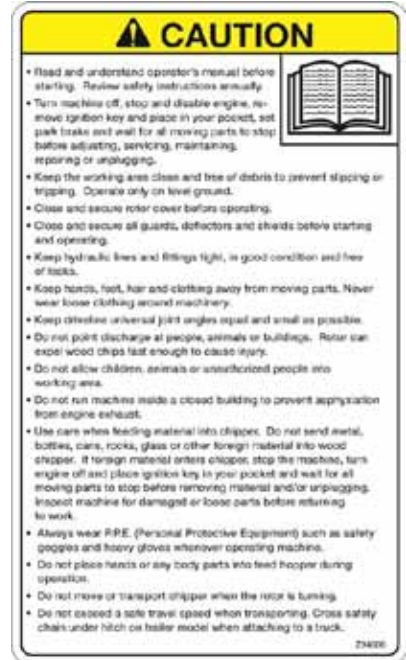 CAUTION
• Read and understand operator's manual before
starting. Review safety instructions annually.
• Turn machine off, stop and disable engine, re-
move ignition key and place in your pocket, set
park brake and wait for all moving parts to stop
before adjusting, servicing, maintaining,
repairing or unplugging.
• Keep the working area clean and free of debris to prevent slipping or
tripping. Operate only on level ground.
• Close and secure rotor cover before operating.
• Close and secure all guards, deflectors and shields before starting
and operating.
• Keep hydraulic lines and fittings tight, in good condition and free
of leaks.
• Keep hands, feet, hair and clothing away from moving parts. Never
wear loose clothing around machinery.
• Keep driveline universal joint angles equal and small as possible.
• Do not point discharge at people, animals or buildings. Rotor can
expel wood chips fast enough to cause injury.
• Do not allow children, animals or unauthorized people into
working area.
• Do not run machine inside a closed building to prevent asphyxiation
from engine exhaust.
• Use care when feeding material into chipper. Do not send metal,
bottles, cans, rocks, glass or other foreign material into wood
chipper. If foreign material enters chipper, stop the machine, turn
engine off and place ignition key in your pocket and wait for all
moving parts to stop before removing material and/or unplugging.
Inspect machine for damaged or loose parts before returning
to work.
• Always wear P.P.E. (Personal Protective Equipment) such as safety
goggles and heavy gloves whenever operating machine.
• Do not place hands or any body parts into feed hopper during
operation.
• Do not move or transport chipper when the rotor is turning.
• Do not exceed a safe travel speed when transporting. Cross safety
chain under hitch on trailer model when attaching to a truck.